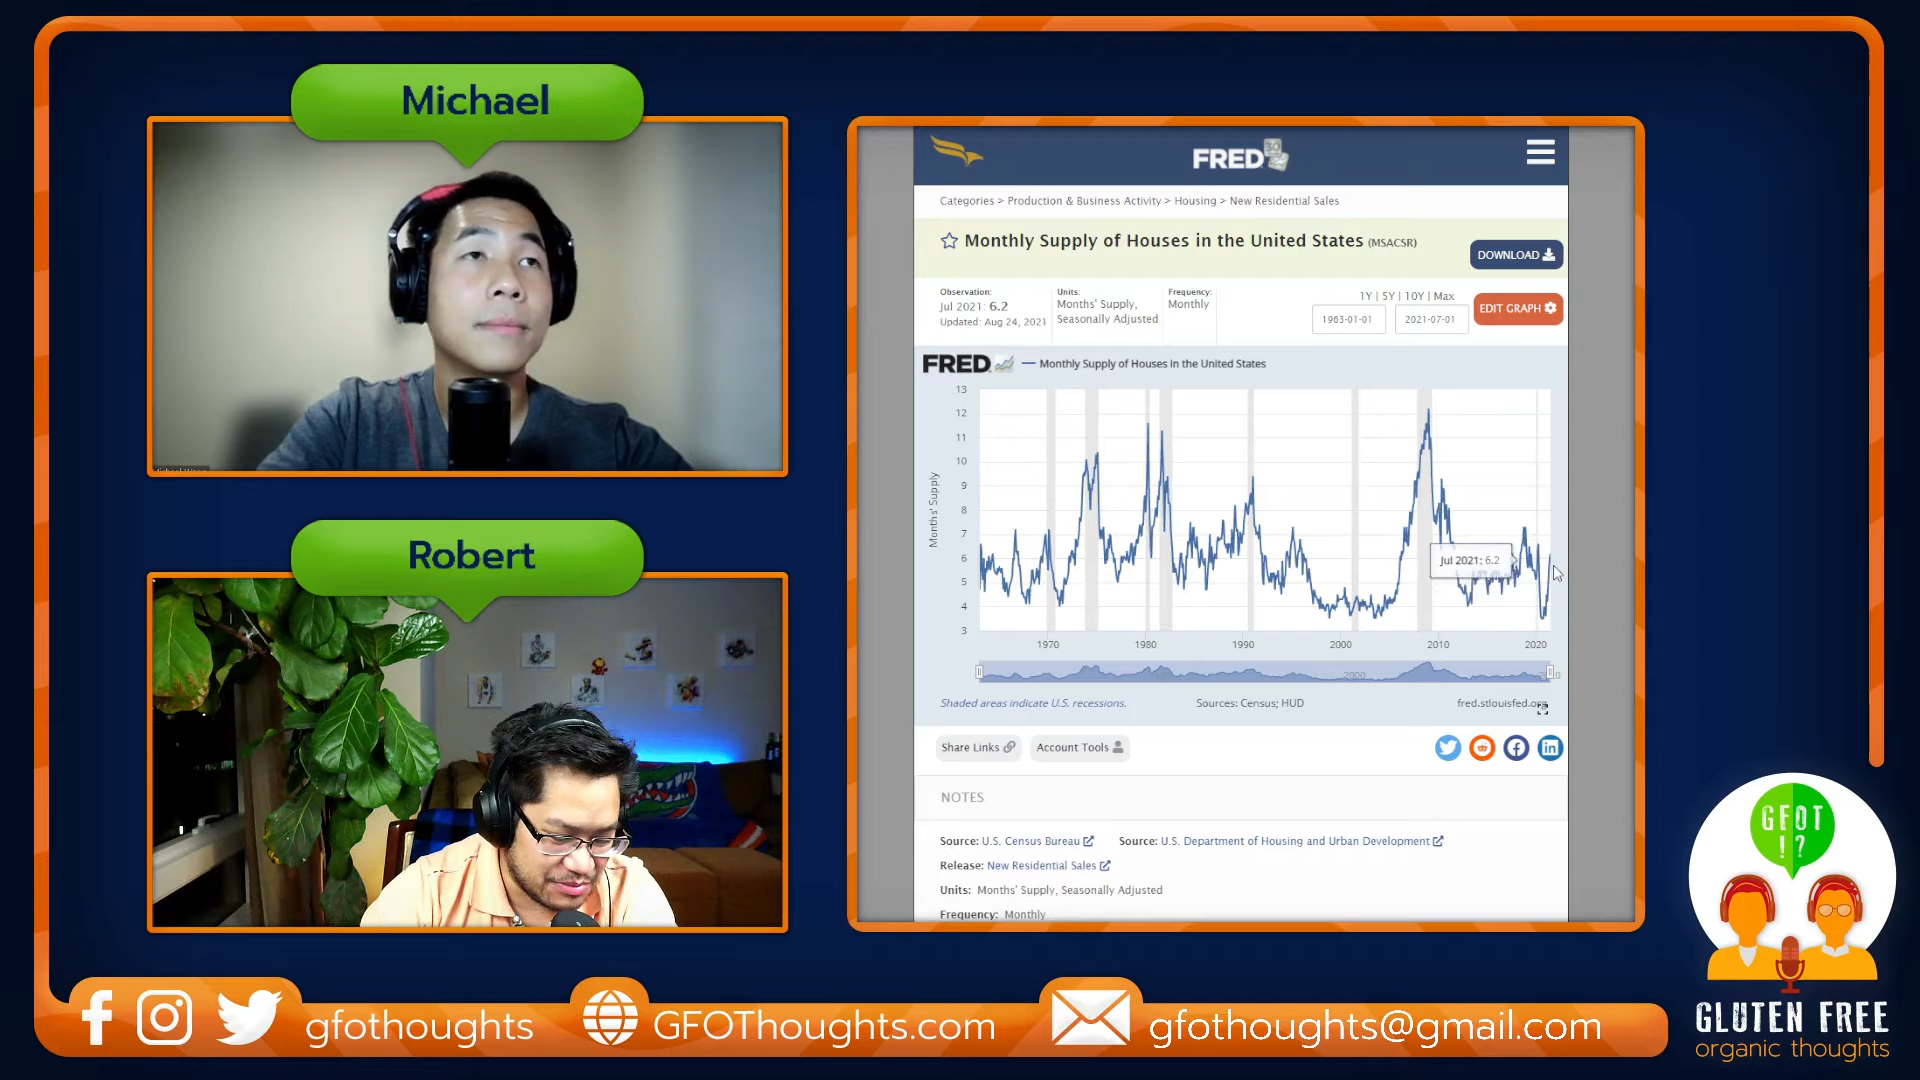 Michael
Robert
FRED
Categories > Production & Business Activity > Housing > New Residential Sales
Monthly Supply of Houses in the United States (MSACSR)
DOWNLOAD
Observation:
Jul 2021: 6.2
Updated: Aug 24, 2021
Units:
Months' Supply,
Seasonally Adjusted
Frequency:
Monthly
1Y | 5Y | 10Y | Max
1963-01-01
2021-07-01
EDIT GRAPH
FRED
Monthly Supply of Houses in the United States
13
12
11
10
9
8
7
6
5
4
3
Months' Supply
Jul 2021: 6.2
1970
1980
1990
2000
2010
2020
2000
Shaded areas indicate U.S. recessions.
Sources: Census; HUD
fred.stlouisfed.org
Share Links
Account Tools
NOTES
Source: U.S. Census Bureau
Source: U.S. Department of Housing and Urban Development
Release: New Residential Sales
Units: Months' Supply, Seasonally Adjusted
Frequency: Monthly
GFOT
!?
GLUTEN FREE
organic thoughts
gfothoughts
GFOThoughts.com
gfothoughts@gmail.com